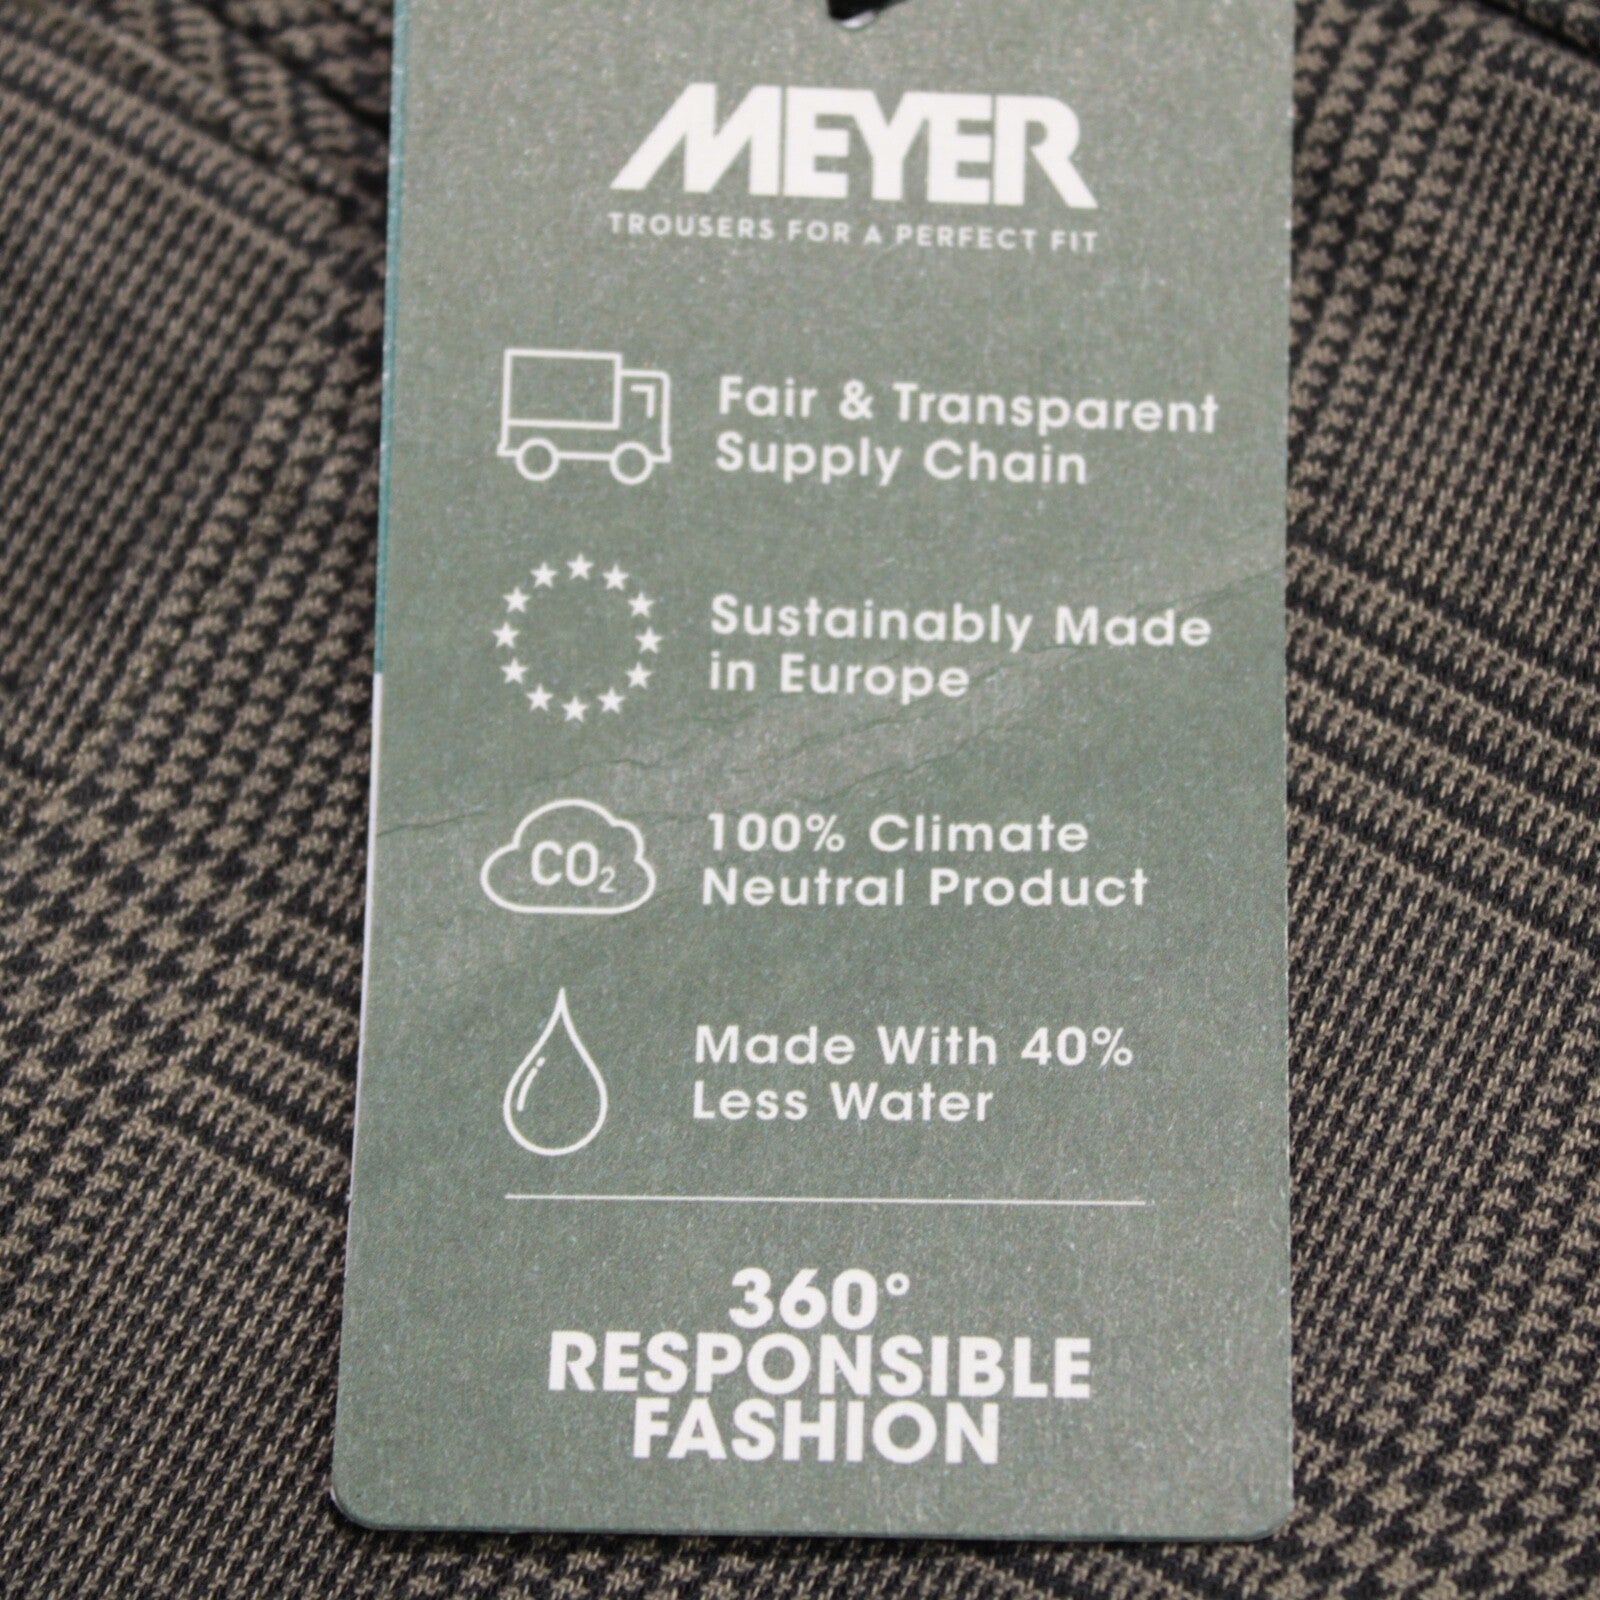 MEYER
TROUSERS FOR A PERFECT FIT
Fair & Transparent
Supply Chain
Sustainably Made
in Europe
CO₂
100% Climate
Neutral Product
Made With 40%
Less Water
360°
RESPONSIBLE
FASHION